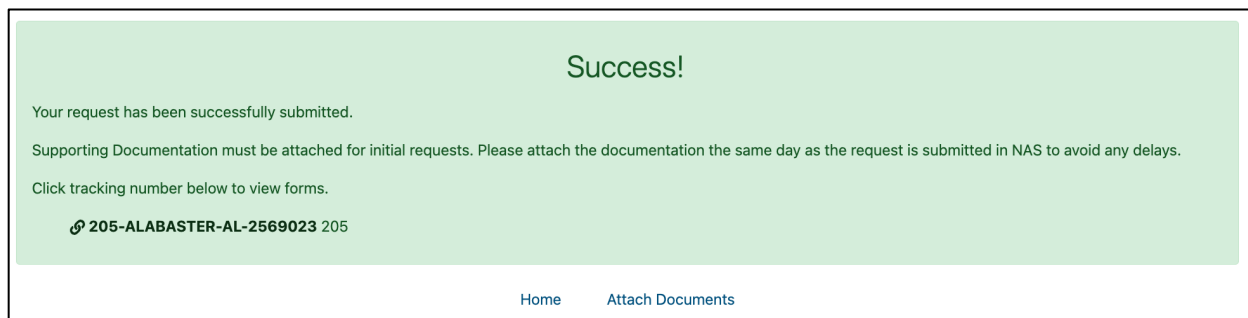 Success!
Your request has been successfully submitted.
Supporting Documentation must be attached for initial requests. Please attach the documentation the same day as the request is submitted in NAS to avoid any delays.
Click tracking number below to view forms.
205-ALABASTER-AL-2569023 205
Home Attach Documents